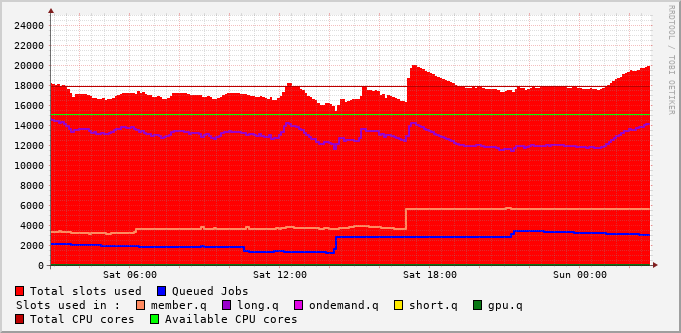 24000
22000
20000
18000
16000
14000
12000
10000
8000
6000
4000
2000
0
Sat 06:00 Sat 12:00 Sat 18:00 Sun 00:00
Total slots used Queued Jobs
Slots used in : member.q long.q ondemand.q short.q gpu.q
Total CPU cores Available CPU cores
RRDTOOL / TOBI OETIKER